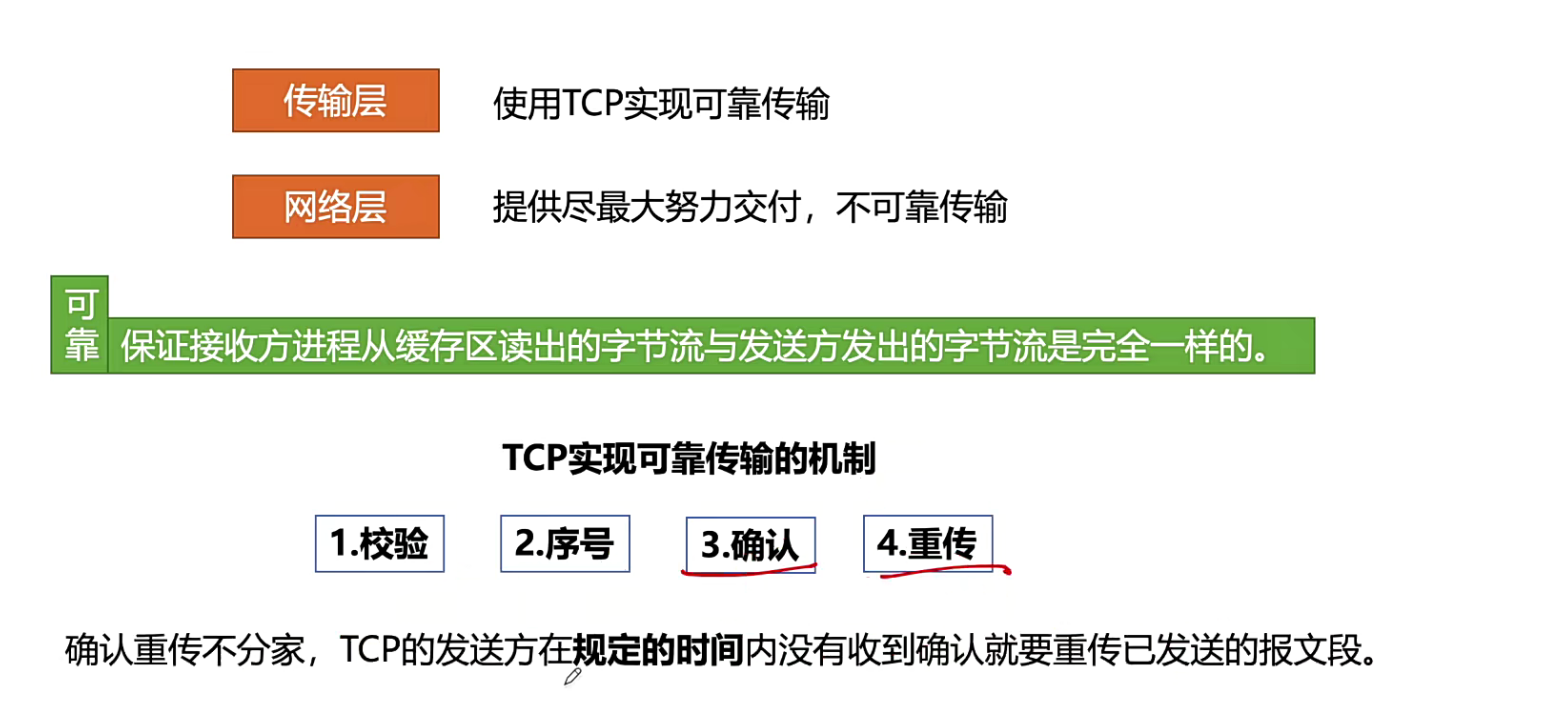 传输层 使用TCP实现可靠传输
网络层 提供尽最大努力交付，不可靠传输
可靠 保证接收方进程从缓存区读出的字节流与发送方发出的字节流是完全一样的。
TCP实现可靠传输的机制
1.校验 2.序号 3.确认 4.重传
确认重传不分家，TCP的发送方在规定的时间内没有收到确认就要重传已发送的报文段。